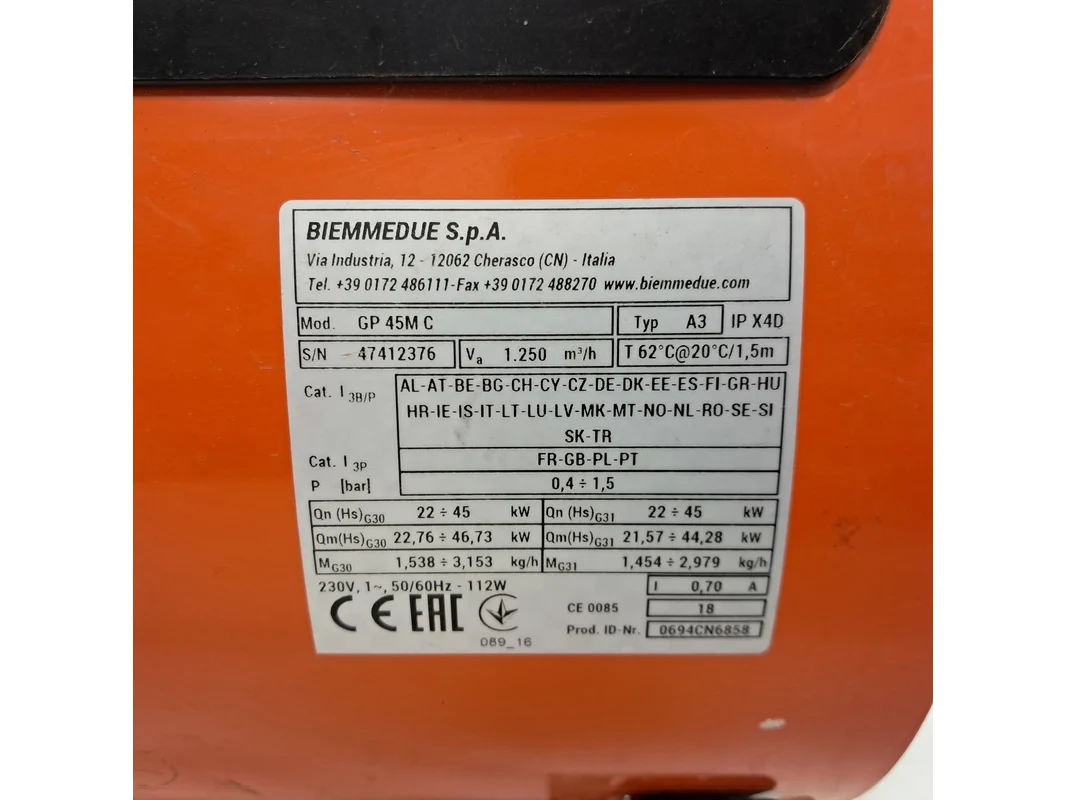 BIEMMEDUE S.p.A.
Via Industria, 12 - 12062 Cherasco (CN) - Italia
Tel. +39 0172 486111-Fax +39 0172 488270 www.biemmedue.com
Mod. GP 45M C Typ A3 IP X4D
S/N - 47412376 Va 1.250 m³/h T 62°C@20°C/1,5m
Cat. I 3B/P AL-AT-BE-BG-CH-CY-CZ-DE-DK-EE-ES-FI-GR-HU
HR-IE-IS-IT-LT-LU-LV-MK-MT-NO-NL-RO-SE-SI
SK-TR
Cat. I 3P FR-GB-PL-PT
P [bar] 0,4 ÷ 1,5
Qn (Hs)G30 22 ÷ 45 kW Qn (Hs)G31 22 ÷ 45 kW
Qm(Hs)G30 22,76 ÷ 46,73 kW Qm(Hs)G31 21,57 ÷ 44,28 kW
MG30 1,538 ÷ 3,153 kg/h MG31 1,454 ÷ 2,979 kg/h
230V, 1~, 50/60Hz - 112W I 0,70 A
CE EAC CE 0085 18
089_16 Prod. ID-Nr. 0694CN6858